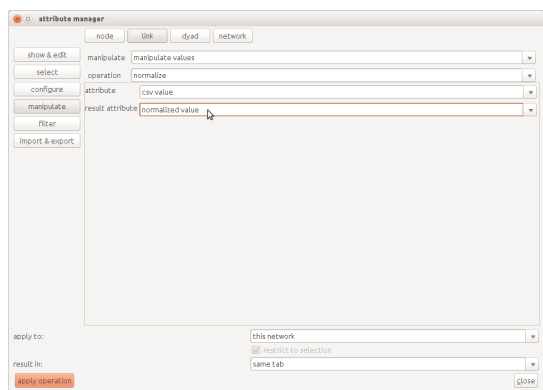 attribute manager
node link dyad network
show & edit
select
configure
manipulate
filter
import & export
manipulate manipulate values
operation normalize
attribute csv value
result attribute normalized value
apply to: this network
restrict to selection
result in: same tab
apply operation close